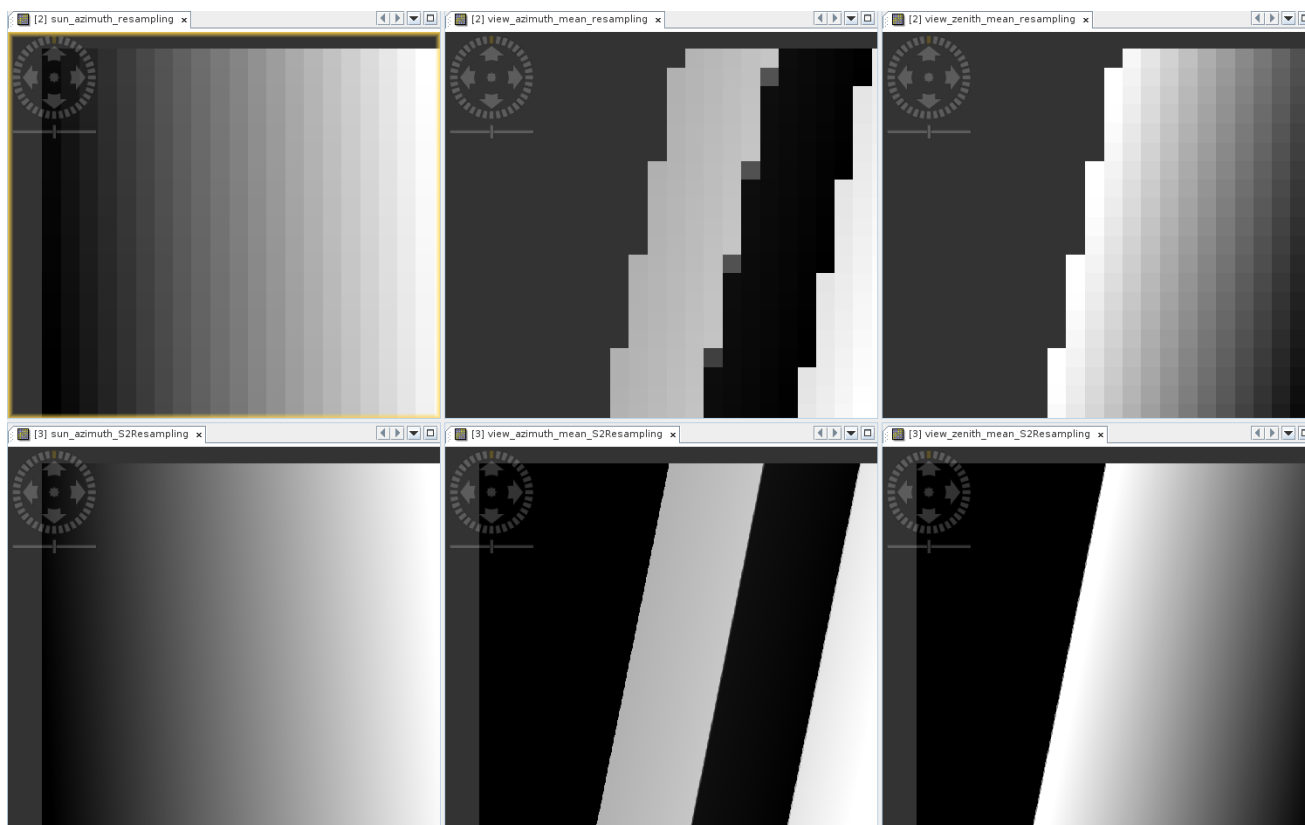 [2] sun_azimuth_resampling
[2] view_azimuth_mean_resampling
[2] view_zenith_mean_resampling
[3] sun_azimuth_S2Resampling
[3] view_azimuth_mean_S2Resampling
[3] view_zenith_mean_S2Resampling